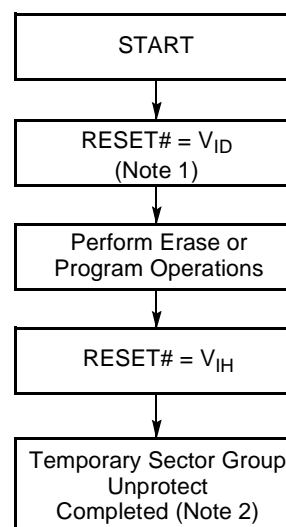 START
RESET# = VID
(Note 1)
Perform Erase or
Program Operations
RESET# = VIH
Temporary Sector Group
Unprotect
Completed (Note 2)